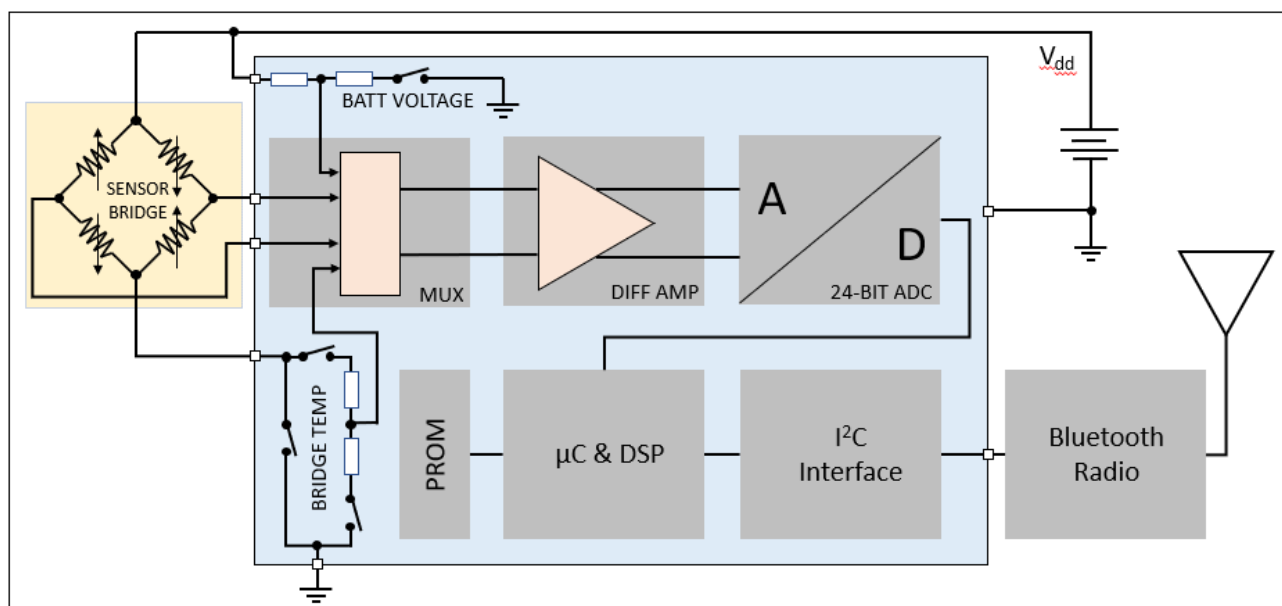 V_dd
BATT VOLTAGE
SENSOR
BRIDGE
A
D
MUX
DIFF AMP
24-BIT ADC
BRIDGE TEMP
PROM
µC & DSP
I²C
Interface
Bluetooth
Radio